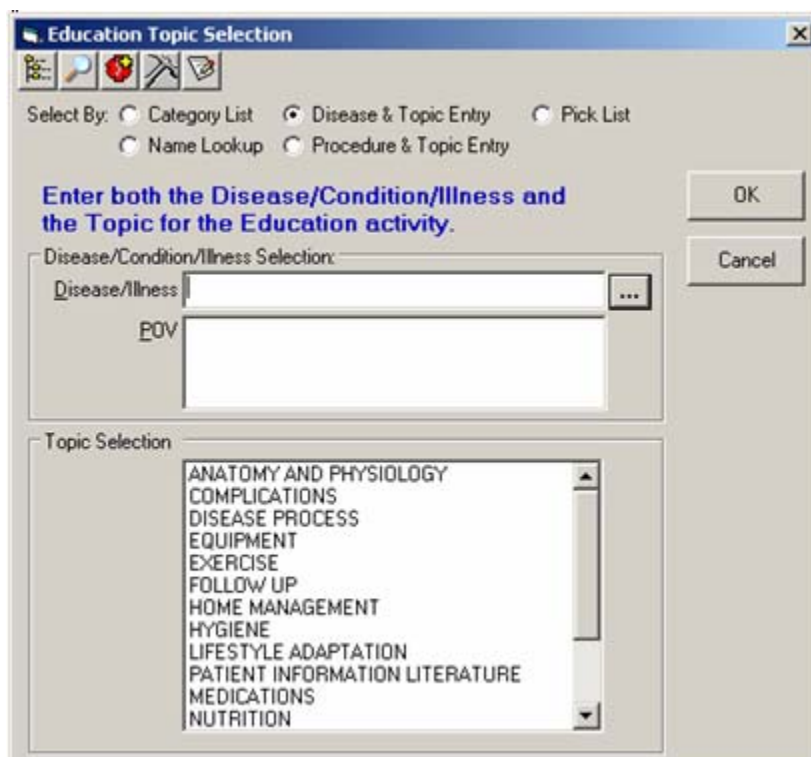 Education Topic Selection
Select By: Category List Disease & Topic Entry Pick List
Name Lookup Procedure & Topic Entry
Enter both the Disease/Condition/Illness and
the Topic for the Education activity.
OK
Cancel
Disease/Condition/Illness Selection:
Disease/Illness ...
POV
Topic Selection
ANATOMY AND PHYSIOLOGY
COMPLICATIONS
DISEASE PROCESS
EQUIPMENT
EXERCISE
FOLLOW UP
HOME MANAGEMENT
HYGIENE
LIFESTYLE ADAPTATION
PATIENT INFORMATION LITERATURE
MEDICATIONS
NUTRITION